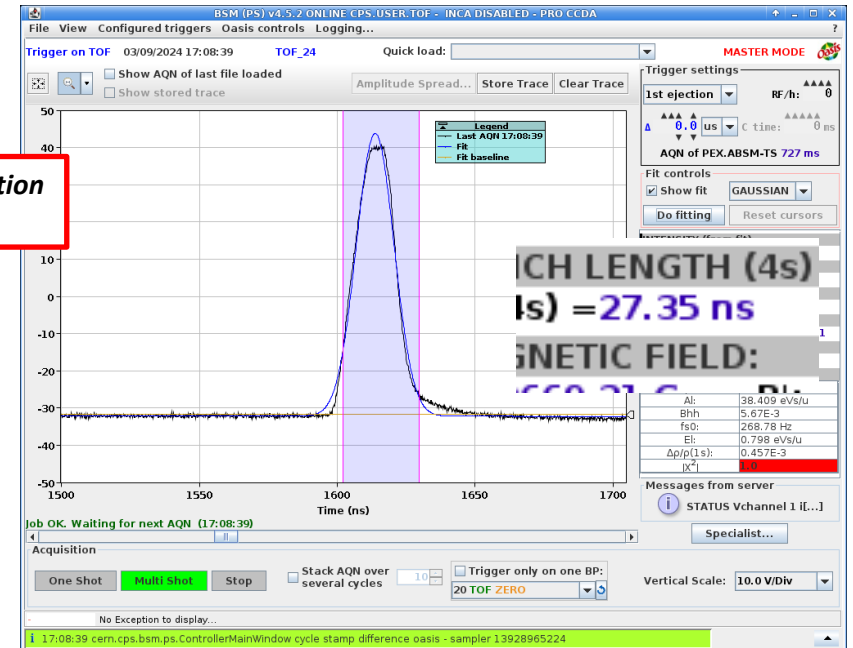 BSM (PS) v4.5.2 ONLINE CPS.USER.TOF - INCA DISABLED - PRO CCDA
File View Configured triggers Oasis controls Logging... ?
Trigger on TOF 03/09/2024 17:08:39 TOF_24 Quick load: MASTER MODE Oasis
Show AQN of last file loaded
Show stored trace
Amplitude Spread... Store Trace Clear Trace
Trigger settings
1st ejection RF/h: 0
Δ 0.0 us C time: 0 ms
AQN of PEX.ABSM-TS 727 ms
Fit controls
Show fit GAUSSIAN
Do fitting Reset cursors
Legend
Last AQN 17:08:39
Fit
Fit baseline
50
40
tion
10
0
-10
-20
-30
-40
-50
1500 1550 1600 1650 1700
Time (ns)
ICH LENGTH (4s)
4s) =27.35 ns
GNETIC FIELD:
1
Al: 38.409 eVs/u
Bhh 5.67E-3
fs0: 268.78 Hz
El: 0.798 eVs/u
Δp/p(1s): 0.457E-3
|X²| 1.0
Messages from server
STATUS Vchannel 1 i[...]
Specialist...
Job OK. Waiting for next AQN (17:08:39)
Acquisition
One Shot Multi Shot Stop
Stack AQN over
several cycles 10
Trigger only on one BP:
20 TOF ZERO
Vertical Scale: 10.0 V/Div
No Exception to display...
17:08:39 cern.cps.bsm.ps.ControllerMainWindow cycle stamp difference oasis - sampler 13928965224